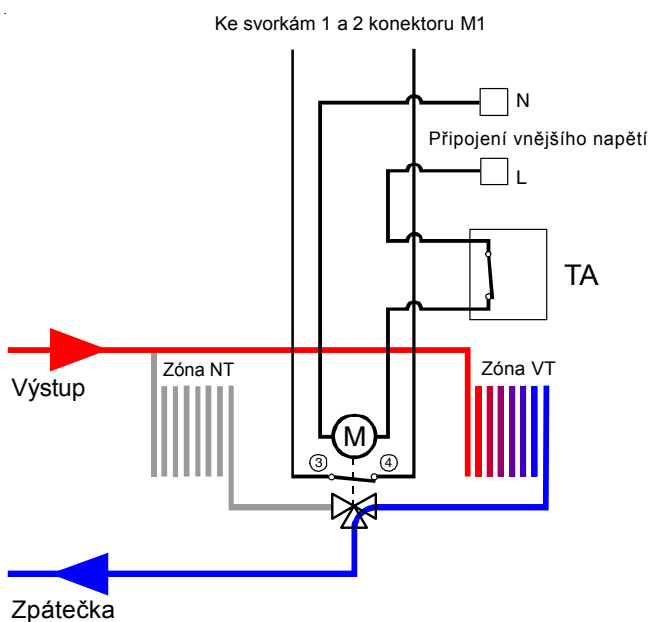 Ke svorkám 1 a 2 konektoru M1
N
Připojení vnějšího napětí
L
TA
Zóna NT
Zóna VT
Výstup
M
3
4
Zpátečka